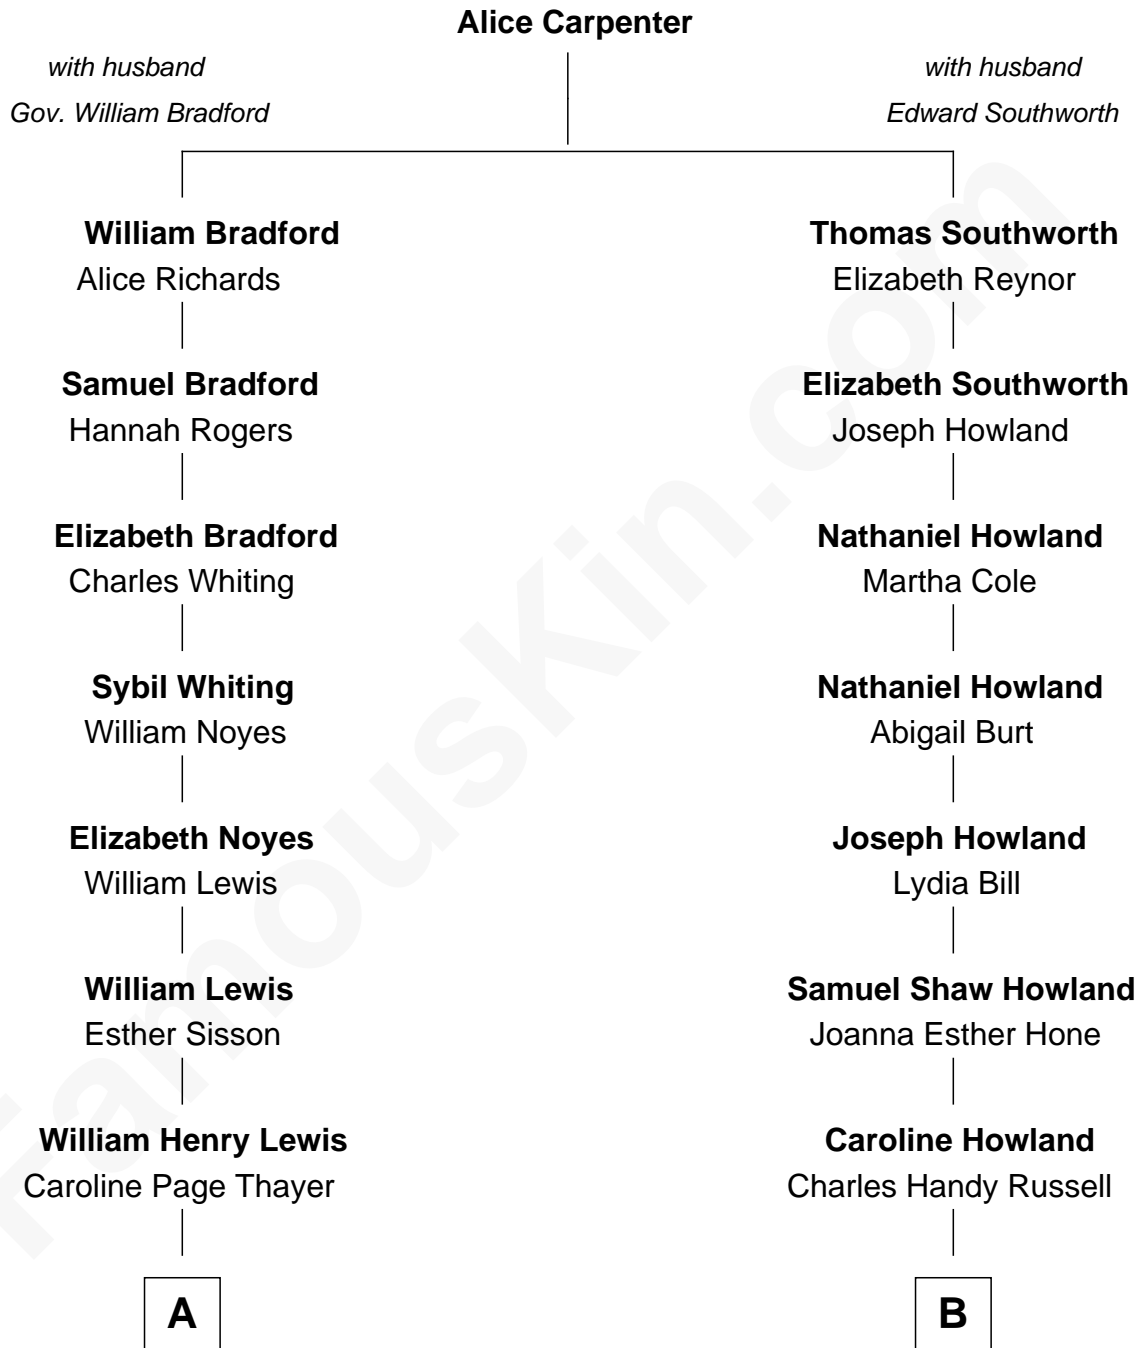 Alice Carpenter
with husband
Gov. William Bradford
with husband
Edward Southworth
William Bradford
Alice Richards
Thomas Southworth
Elizabeth Reynor
Samuel Bradford
Hannah Rogers
Elizabeth Southworth
Joseph Howland
Elizabeth Bradford
Charles Whiting
Nathaniel Howland
Martha Cole
Sybil Whiting
William Noyes
Nathaniel Howland
Abigail Burt
Elizabeth Noyes
William Lewis
Joseph Howland
Lydia Bill
William Lewis
Esther Sisson
Samuel Shaw Howland
Joanna Esther Hone
William Henry Lewis
Caroline Page Thayer
Caroline Howland
Charles Handy Russell
A
B
FamousKin.com